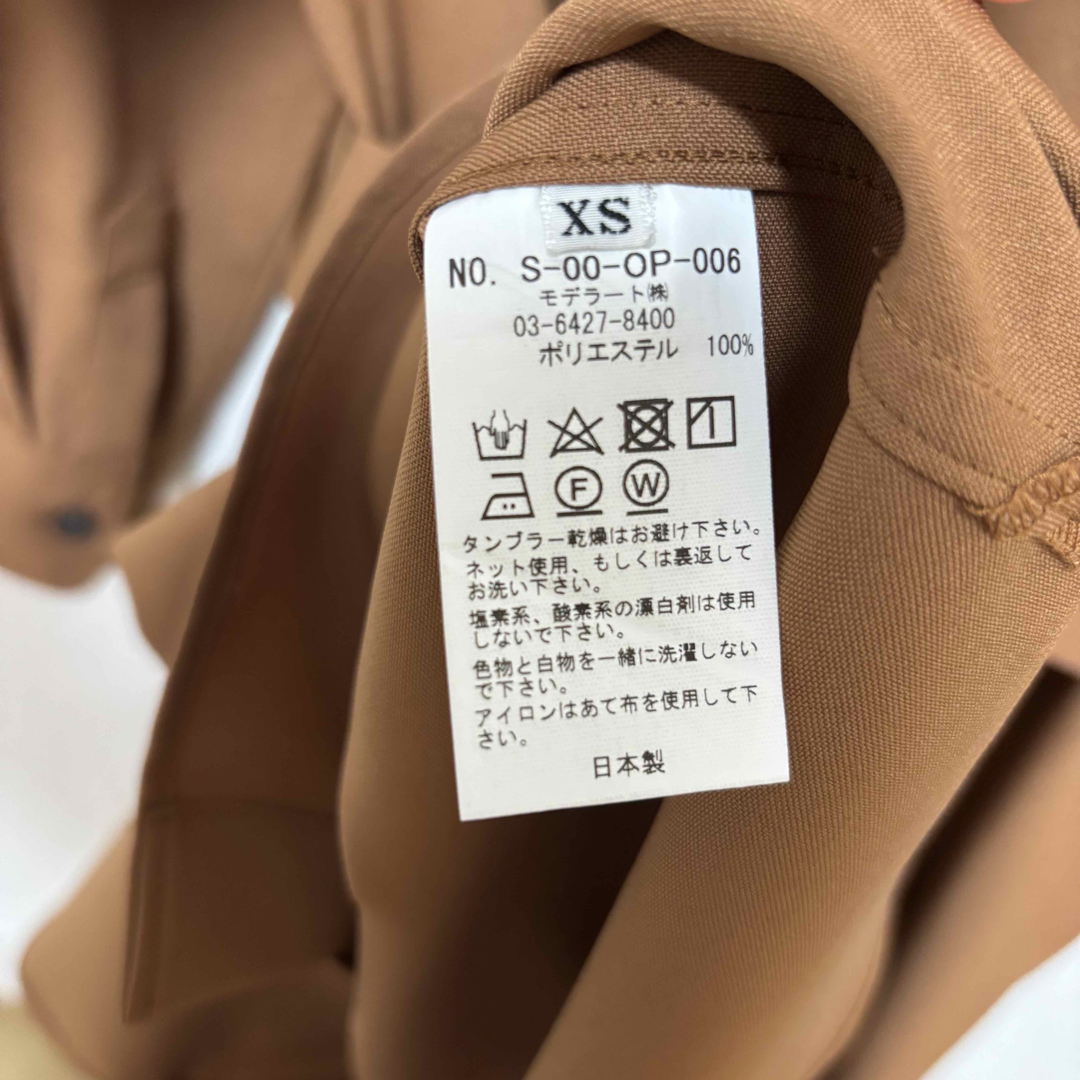 XS
NO. S-00-OP-006
モデラート㈱
03-6427-8400
ポリエステル 100%
F W
タンブラー乾燥はお避け下さい。
ネット使用、もしくは裏返して
お洗い下さい。
塩素系、酸素系の漂白剤は使用
しないで下さい。
色物と白物を一緒に洗濯しない
で下さい。
アイロンはあて布を使用して下
さい。
日本製